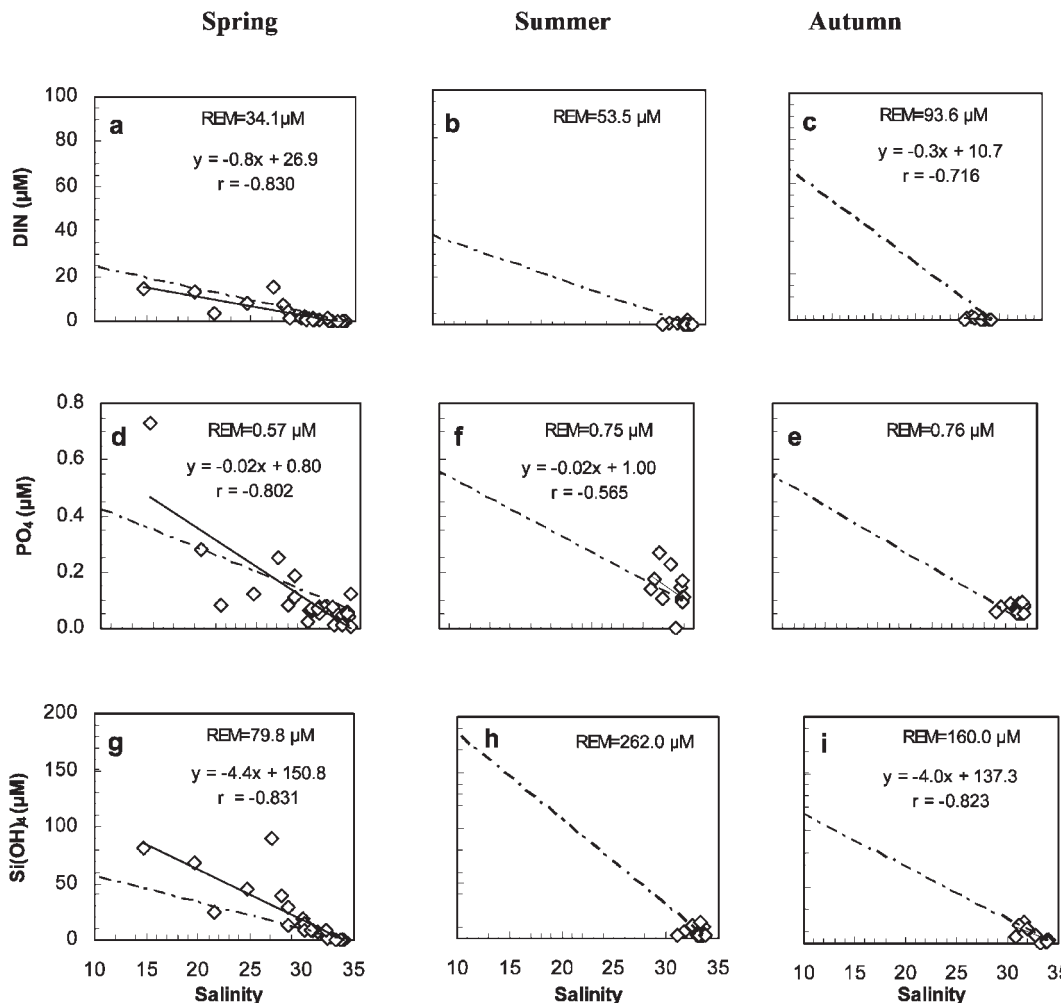 Spring Summer Autumn
100
80
60
40
20
0
DIN (µM)
a
REM=34.1µM
y = -0.8x + 26.9
r = -0.830
b
REM=53.5 µM
c
REM=93.6 µM
y = -0.3x + 10.7
r = -0.716
0.8
0.6
0.4
0.2
0.0
PO₄ (µM)
d
REM=0.57 µM
y = -0.02x + 0.80
r = -0.802
f
REM=0.75 µM
y = -0.02x + 1.00
r = -0.565
e
REM=0.76 µM
200
150
100
50
0
Si(OH)₄ (µM)
g
REM=79.8 µM
y = -4.4x + 150.8
r = -0.831
h
REM=262.0 µM
i
REM=160.0 µM
y = -4.0x + 137.3
r = -0.823
10 15 20 25 30 35
10 15 20 25 30 35
10 15 20 25 30 35
Salinity Salinity Salinity